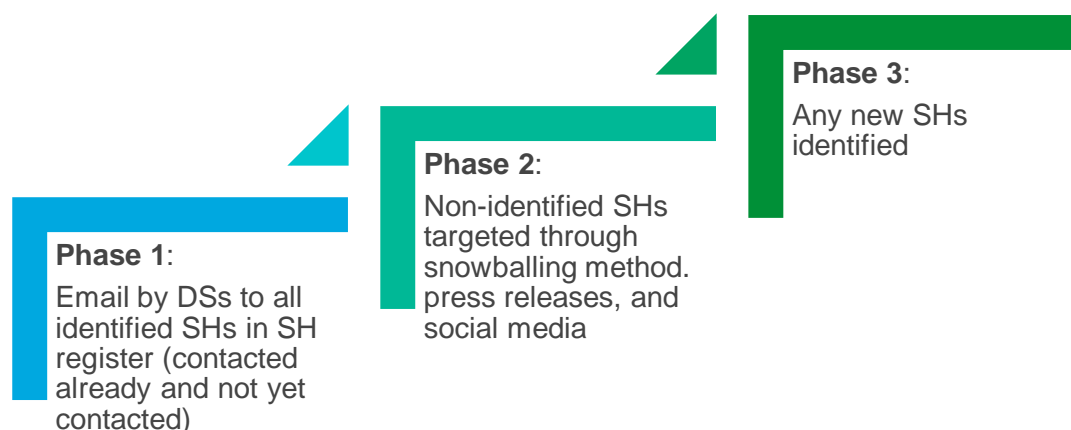 Phase 1:
Email by DSs to all
identified SHs in SH
register (contacted
already and not yet
contacted)
Phase 2:
Non-identified SHs
targeted through
snowballing method.
press releases, and
social media
Phase 3:
Any new SHs
identified